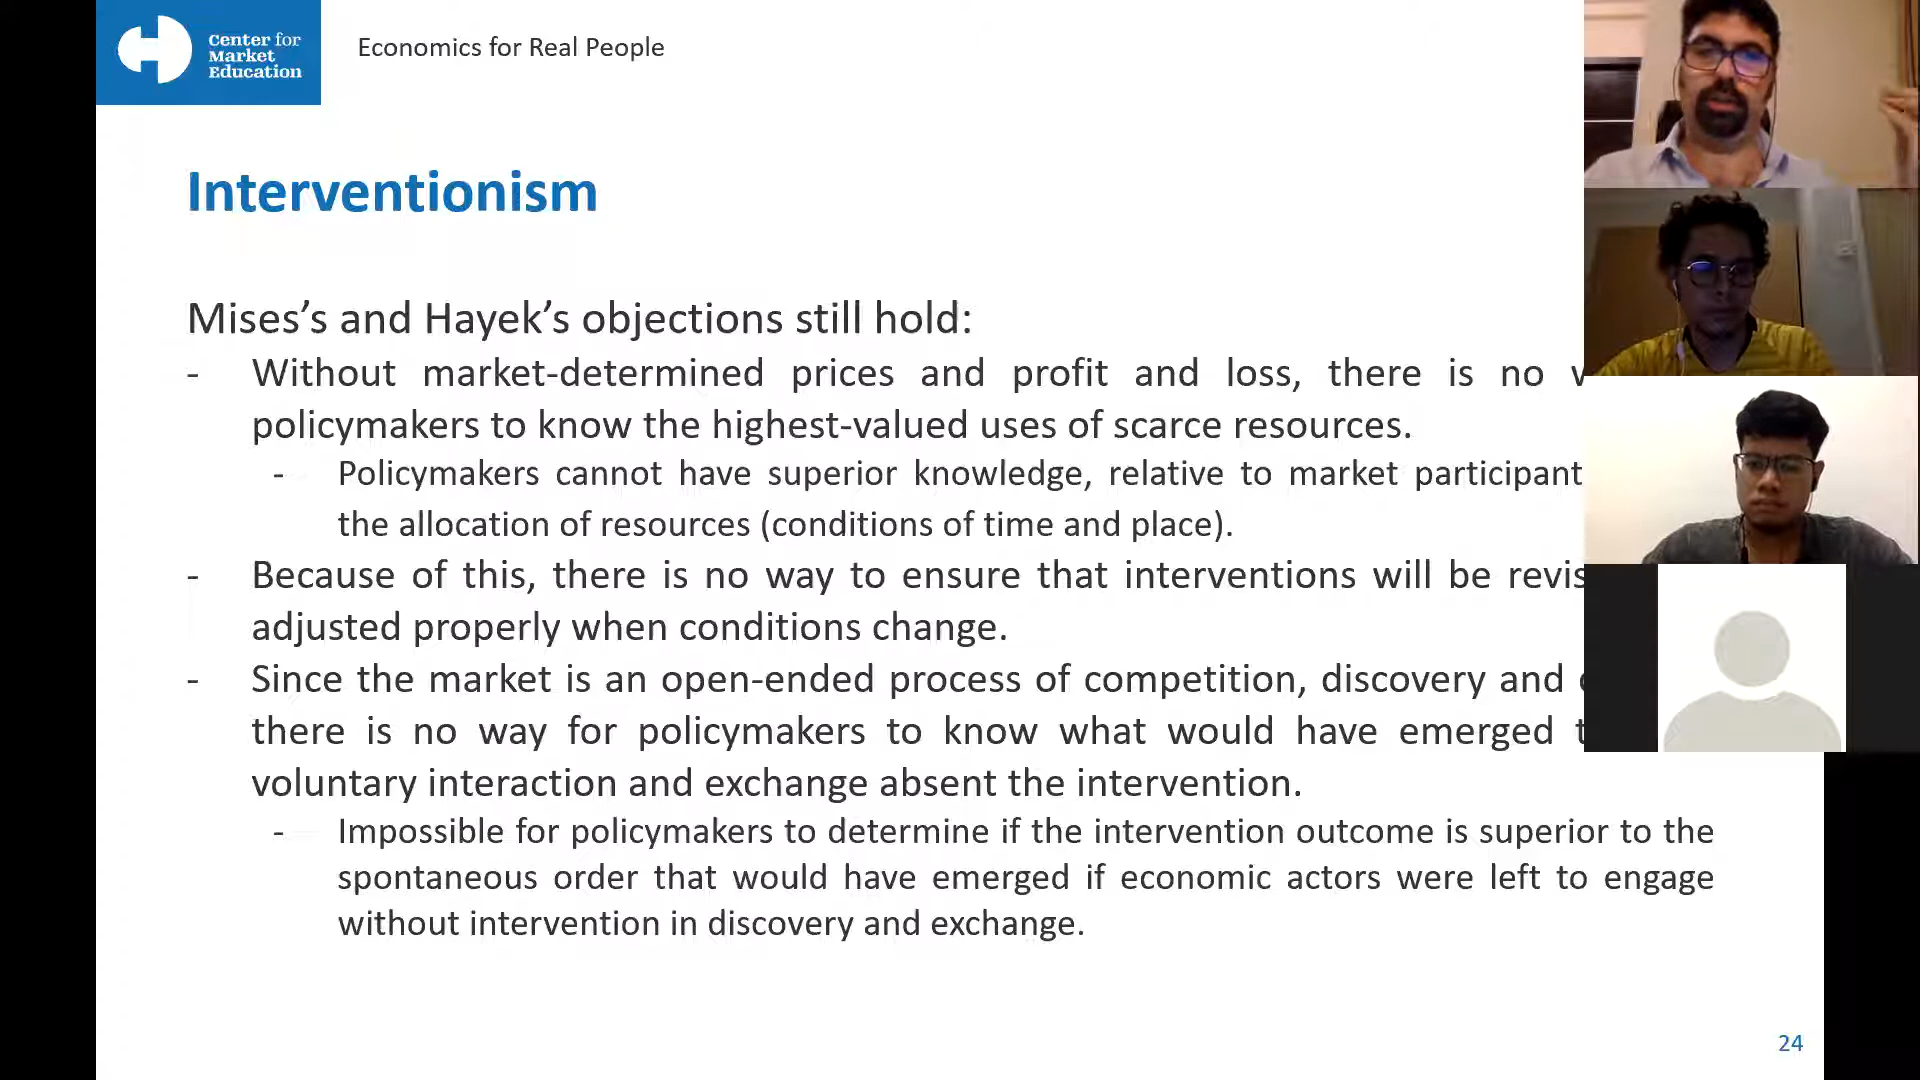 Center for
Market
Education
Economics for Real People
Interventionism
Mises’s and Hayek’s objections still hold:
- Without market-determined prices and profit and loss, there is no
policymakers to know the highest-valued uses of scarce resources.
- Policymakers cannot have superior knowledge, relative to market participant
the allocation of resources (conditions of time and place).
- Because of this, there is no way to ensure that interventions will be revis
adjusted properly when conditions change.
- Since the market is an open-ended process of competition, discovery and
there is no way for policymakers to know what would have emerged
voluntary interaction and exchange absent the intervention.
- Impossible for policymakers to determine if the intervention outcome is superior to the
spontaneous order that would have emerged if economic actors were left to engage
without intervention in discovery and exchange.
24